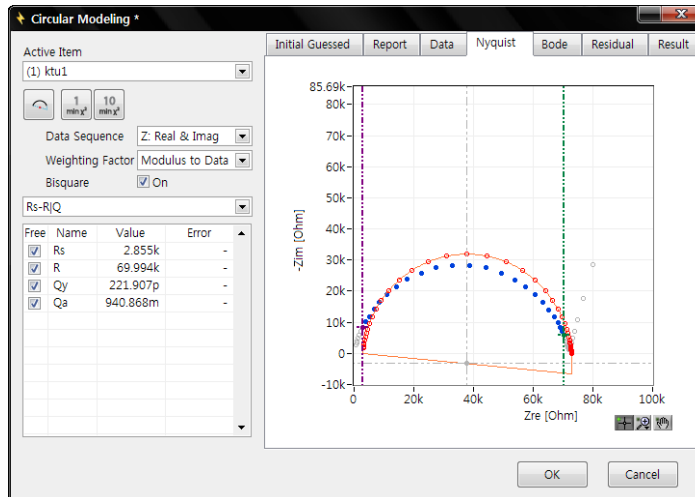 Circular Modeling *
Active Item
(1) ktu1
1
min χ²
10
min χ²
Data Sequence Z: Real & Imag
Weighting Factor Modulus to Data
Bisquare On
Rs-R|Q
Free Name Value Error
Rs 2.855k -
R 69.994k -
Qy 221.907p -
Qa 940.868m -
Initial Guessed Report Data Nyquist Bode Residual Result
85.69k
80k
70k
60k
50k
40k
30k
20k
10k
0
-10k
-Zim [Ohm]
0 20k 40k 60k 80k 100k
Zre [Ohm]
OK Cancel